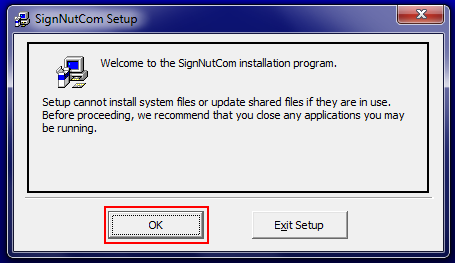 SignNutCom Setup
Welcome to the SignNutCom installation program.
Setup cannot install system files or update shared files if they are in use.
Before proceeding, we recommend that you close any applications you may
be running.
OK
Exit Setup